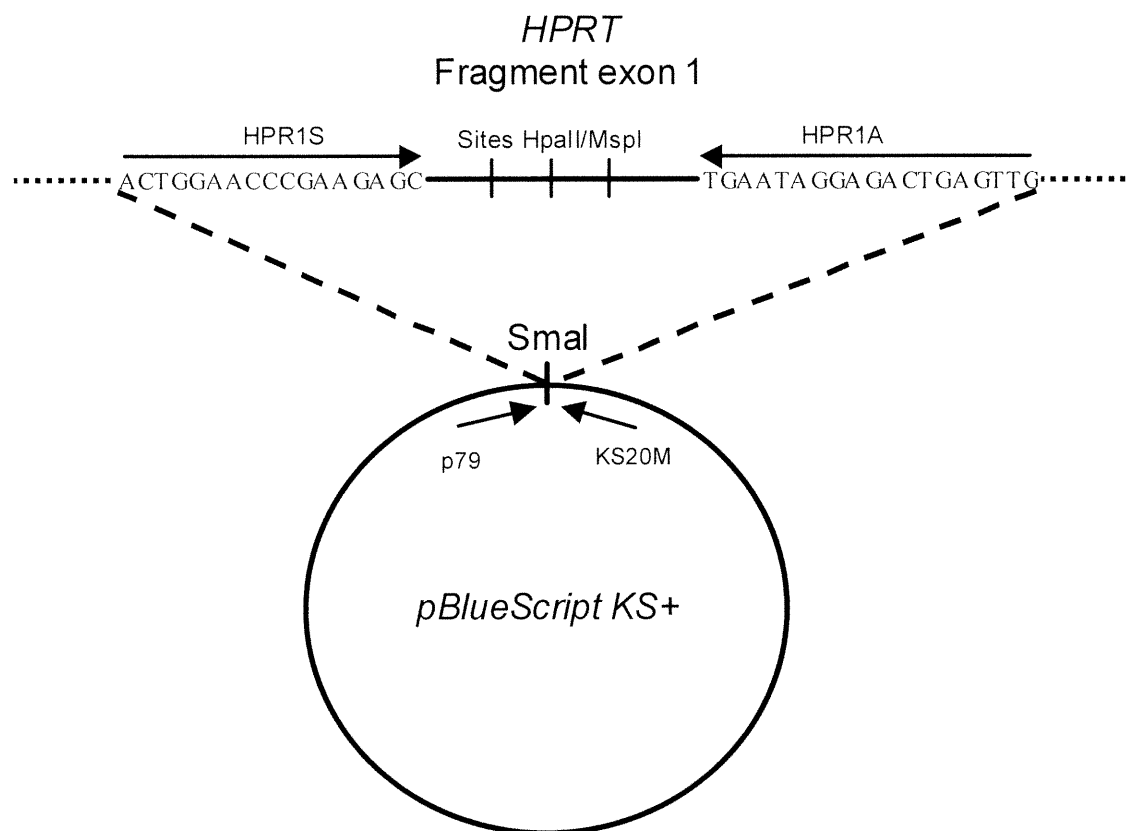 HPRT
Fragment exon 1
HPR1S
Sites HpaII/MspI
HPR1A
ACTGGAACCCGAAGAGC
TGAATAGGAGACTGAGTTG
SmaI
p79
KS20M
pBlueScript KS+